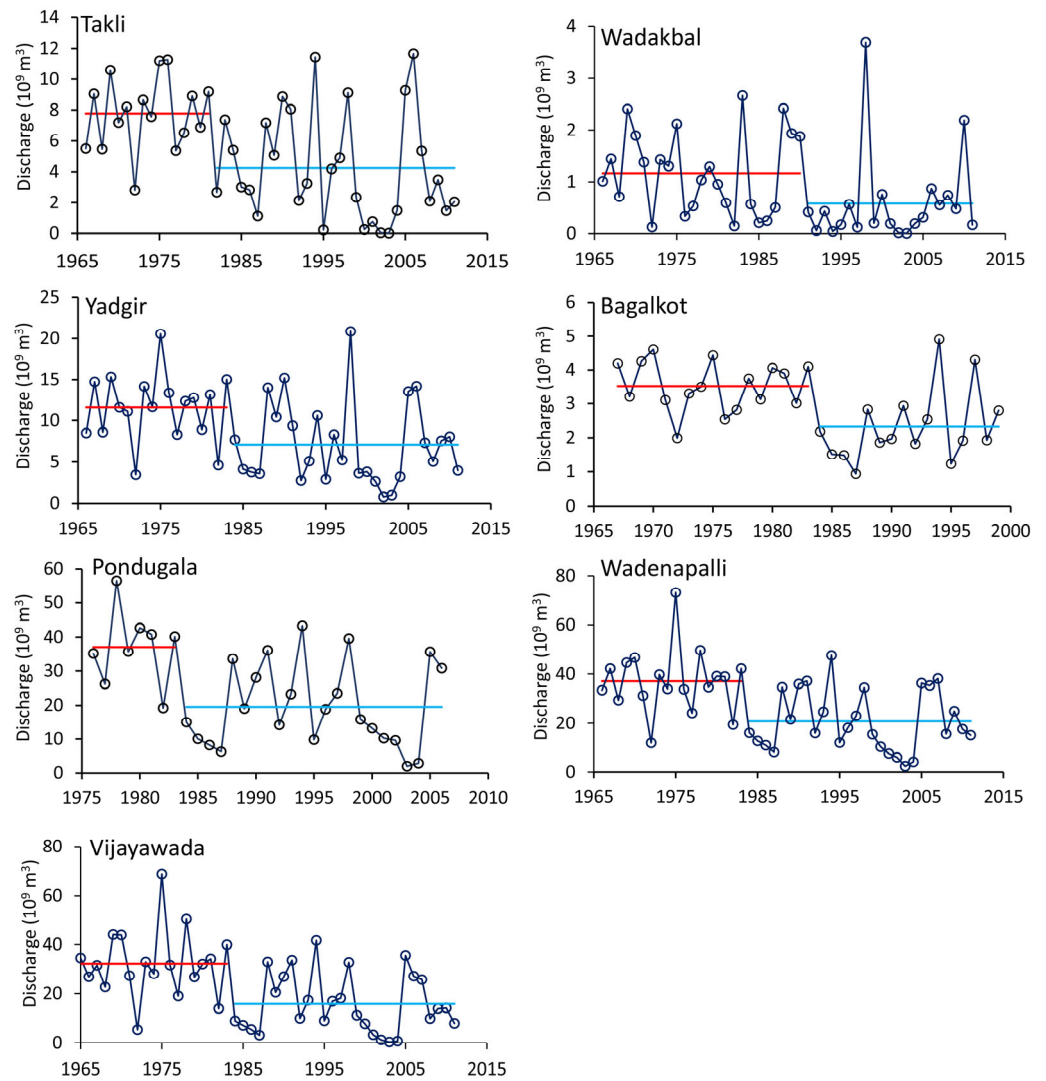 Takli
Discharge (10⁹ m³)
14
12
10
8
6
4
2
0
1965 1975 1985 1995 2005 2015
Wadakbal
Discharge (10⁹ m³)
4
3
2
1
0
1965 1975 1985 1995 2005 2015
Yadgir
Discharge (10⁹ m³)
25
20
15
10
5
0
1965 1975 1985 1995 2005 2015
Bagalkot
Discharge (10⁹ m³)
6
5
4
3
2
1
0
1965 1970 1975 1980 1985 1990 1995 2000
Pondugala
Discharge (10⁹ m³)
60
50
40
30
20
10
0
1975 1980 1985 1990 1995 2000 2005 2010
Wadenapalli
Discharge (10⁹ m³)
80
60
40
20
0
1965 1975 1985 1995 2005 2015
Vijayawada
Discharge (10⁹ m³)
80
60
40
20
0
1965 1975 1985 1995 2005 2015